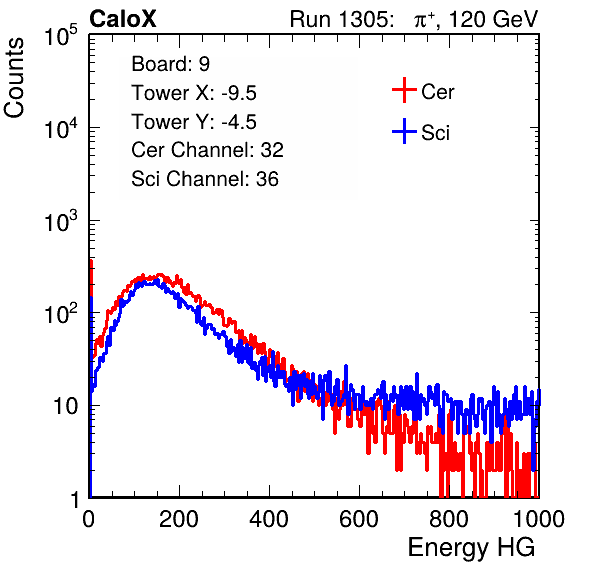 CaloX Run 1305: π⁺, 120 GeV
Counts
10⁵
10⁴
10³
10²
10
1
Board: 9
Tower X: -9.5
Tower Y: -4.5
Cer Channel: 32
Sci Channel: 36
Cer
Sci
0 200 400 600 800 1000
Energy HG